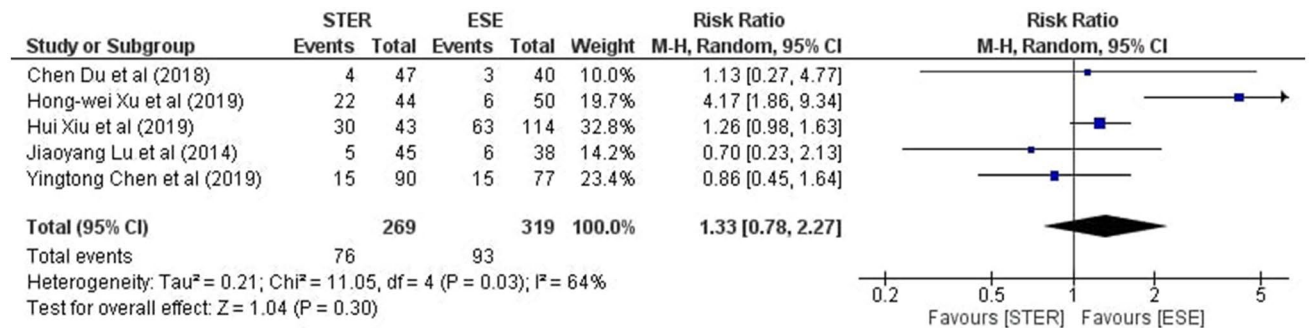 STER ESE Risk Ratio Risk Ratio
Study or Subgroup Events Total Events Total Weight M-H, Random, 95% CI M-H, Random, 95% CI
Chen Du et al (2018) 4 47 3 40 10.0% 1.13 [0.27, 4.77]
Hong-wei Xu et al (2019) 22 44 6 50 19.7% 4.17 [1.86, 9.34]
Hui Xiu et al (2019) 30 43 63 114 32.8% 1.26 [0.98, 1.63]
Jiaoyang Lu et al (2014) 5 45 6 38 14.2% 0.70 [0.23, 2.13]
Yingtong Chen et al (2019) 15 90 15 77 23.4% 0.86 [0.45, 1.64]
Total (95% CI) 269 319 100.0% 1.33 [0.78, 2.27]
Total events 76 93
Heterogeneity: Tau² = 0.21; Chi² = 11.05, df = 4 (P = 0.03); I² = 64%
Test for overall effect: Z = 1.04 (P = 0.30)
0.2 0.5 1 2 5
Favours [STER] Favours [ESE]